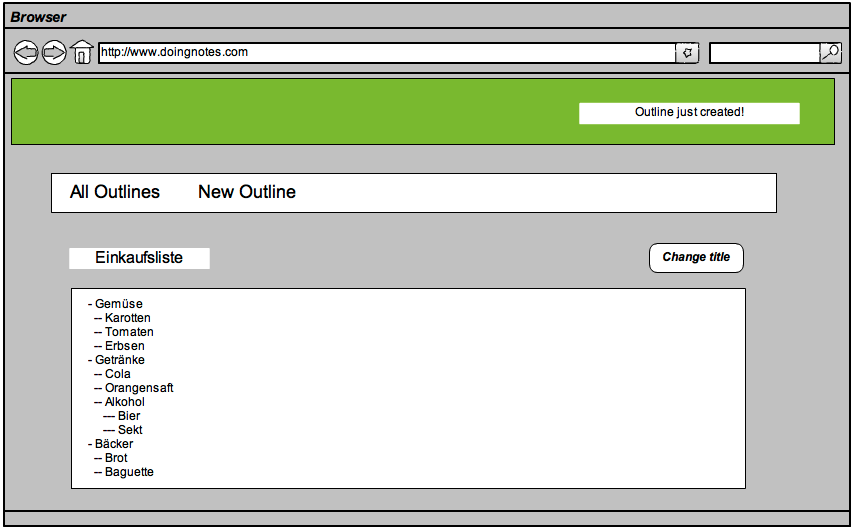 Browser
http://www.doingnotes.com
Outline just created!
All Outlines New Outline
Einkaufsliste Change title
- Gemüse
-- Karotten
-- Tomaten
-- Erbsen
- Getränke
-- Cola
-- Orangensaft
-- Alkohol
--- Bier
--- Sekt
- Bäcker
-- Brot
-- Baguette